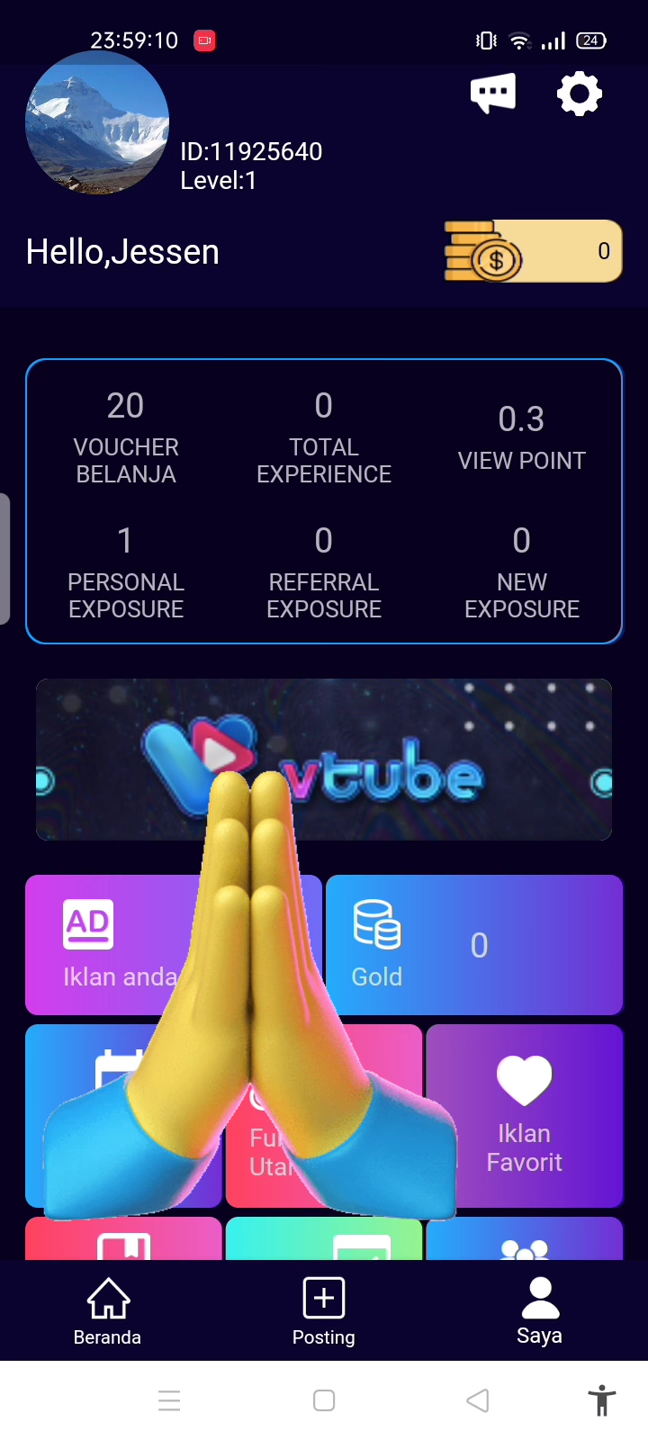 23:59:10
24
ID:11925640
Level:1
Hello,Jessen
$
0
20
0
0.3
VOUCHER
BELANJA
TOTAL
EXPERIENCE
VIEW POINT
1
0
0
PERSONAL
EXPOSURE
REFERRAL
EXPOSURE
NEW
EXPOSURE
vtube
AD
Iklan anda
0
Gold
Iklan
Favorit
Beranda
Posting
Saya